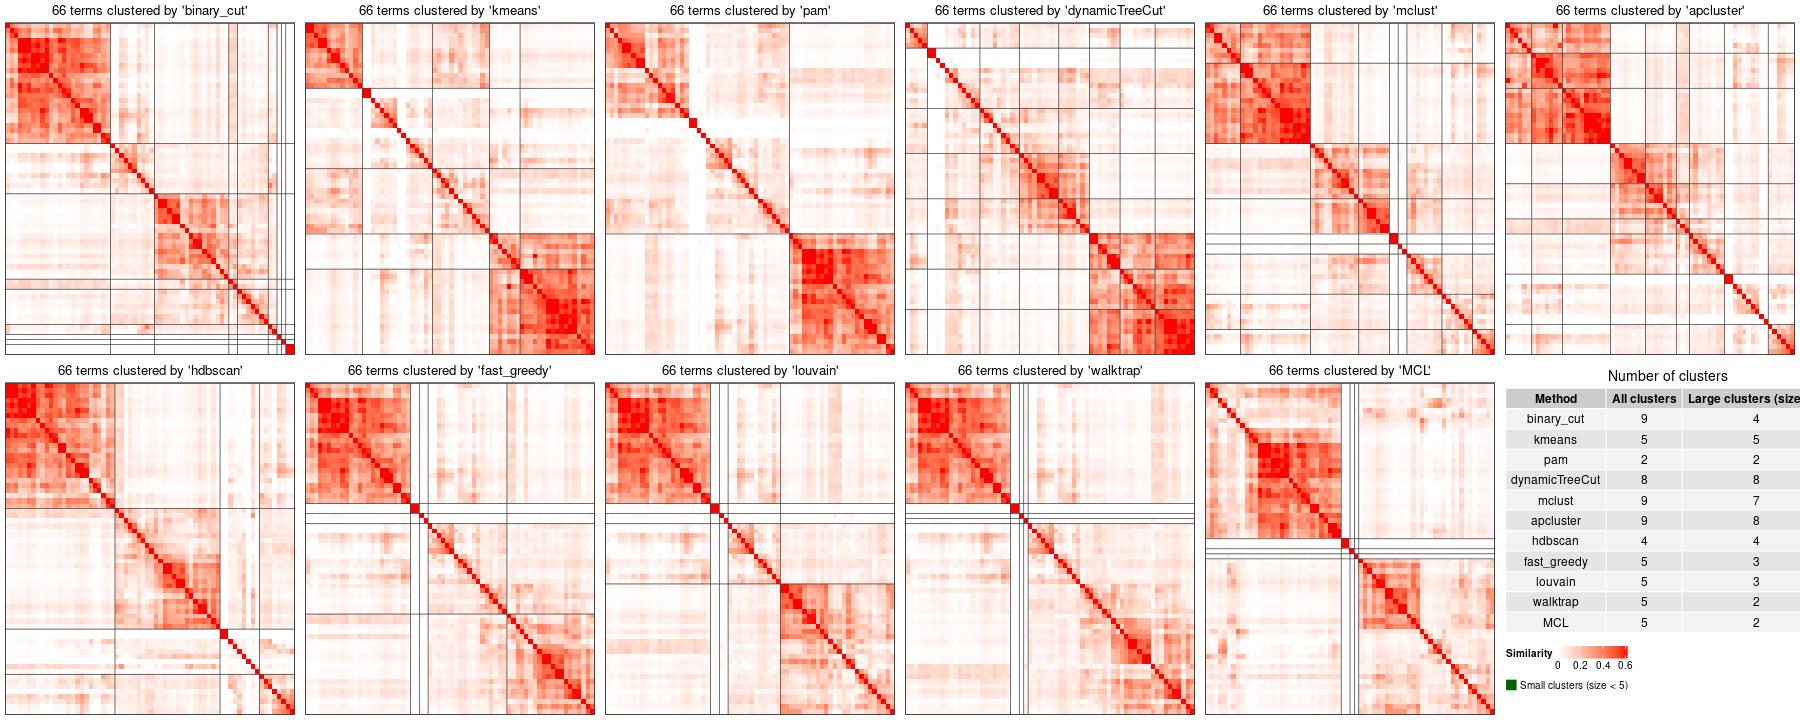 66 terms clustered by 'binary_cut'
66 terms clustered by 'kmeans'
66 terms clustered by 'pam'
66 terms clustered by 'dynamicTreeCut'
66 terms clustered by 'mclust'
66 terms clustered by 'apcluster'
66 terms clustered by 'hdbscan'
66 terms clustered by 'fast_greedy'
66 terms clustered by 'louvain'
66 terms clustered by 'walktrap'
66 terms clustered by 'MCL'
Number of clusters
Method All clusters Large clusters (size
binary_cut 9 4
kmeans 5 5
pam 2 2
dynamicTreeCut 8 8
mclust 9 7
apcluster 9 8
hdbscan 4 4
fast_greedy 5 3
louvain 5 3
walktrap 5 2
MCL 5 2
Similarity
0 0.2 0.4 0.6
Small clusters (size < 5)